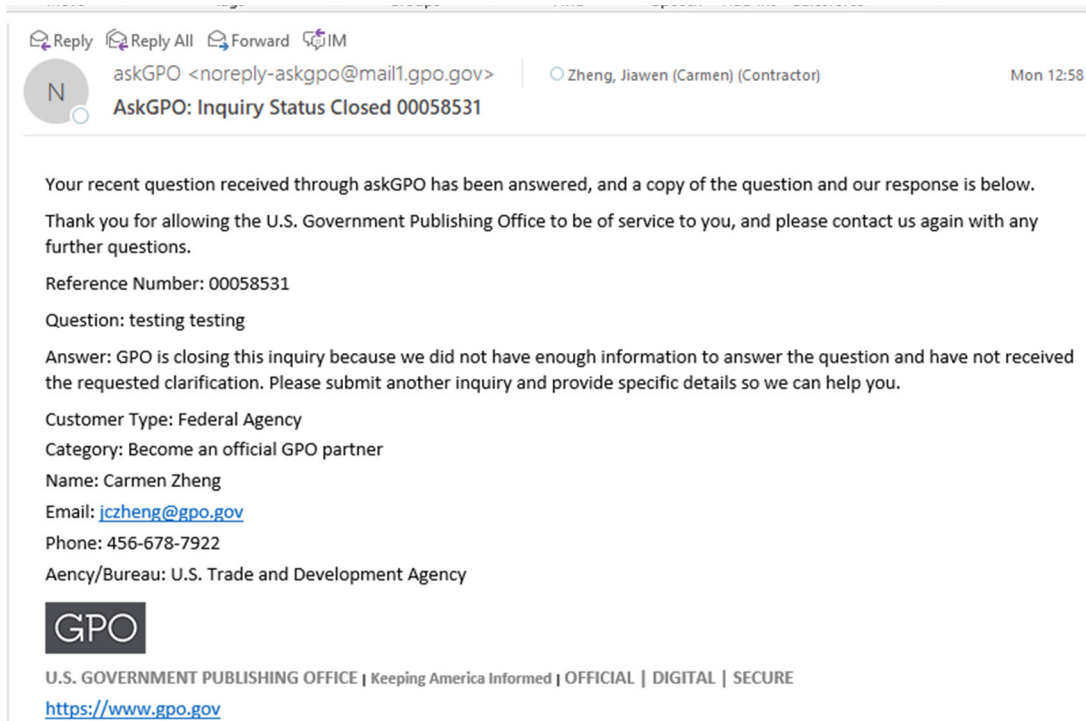 Reply Reply All Forward IM
N
askGPO <noreply-askgpo@mail1.gpo.gov> Zheng, Jiawen (Carmen) (Contractor) Mon 12:58
AskGPO: Inquiry Status Closed 00058531
Your recent question received through askGPO has been answered, and a copy of the question and our response is below.
Thank you for allowing the U.S. Government Publishing Office to be of service to you, and please contact us again with any
further questions.
Reference Number: 00058531
Question: testing testing
Answer: GPO is closing this inquiry because we did not have enough information to answer the question and have not received
the requested clarification. Please submit another inquiry and provide specific details so we can help you.
Customer Type: Federal Agency
Category: Become an official GPO partner
Name: Carmen Zheng
Email: jczheng@gpo.gov
Phone: 456-678-7922
Aency/Bureau: U.S. Trade and Development Agency
GPO
U.S. GOVERNMENT PUBLISHING OFFICE | Keeping America Informed | OFFICIAL | DIGITAL | SECURE
https://www.gpo.gov